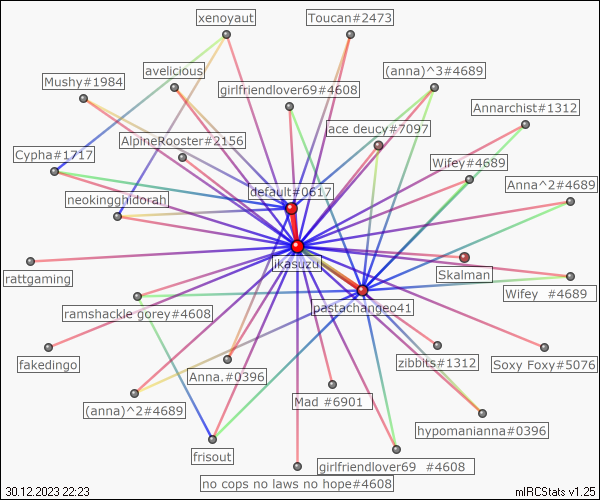 xenoyaut
Toucan#2473
avelicious
(anna)^3#4689
Mushy#1984
girlfriendlover69#4608
Annarchist#1312
ace deucy#7097
AlpineRooster#2156
Cypha#1717
Wifey#4689
default#0617
Anna^2#4689
neokingghidorah
jikasuzu
rattgaming
Skalman
Wifey #4689
ramshackle gorey#4608
pastachangeo41
fakedingo
zibbits#1312
Soxy Foxy#5076
Anna.#0396
Mad #6901
(anna)^2#4689
hypomanianna#0396
frisout
girlfriendlover69 #4608
no cops no laws no hope#4608
30.12.2023 22:23
mIRCStats v1.25